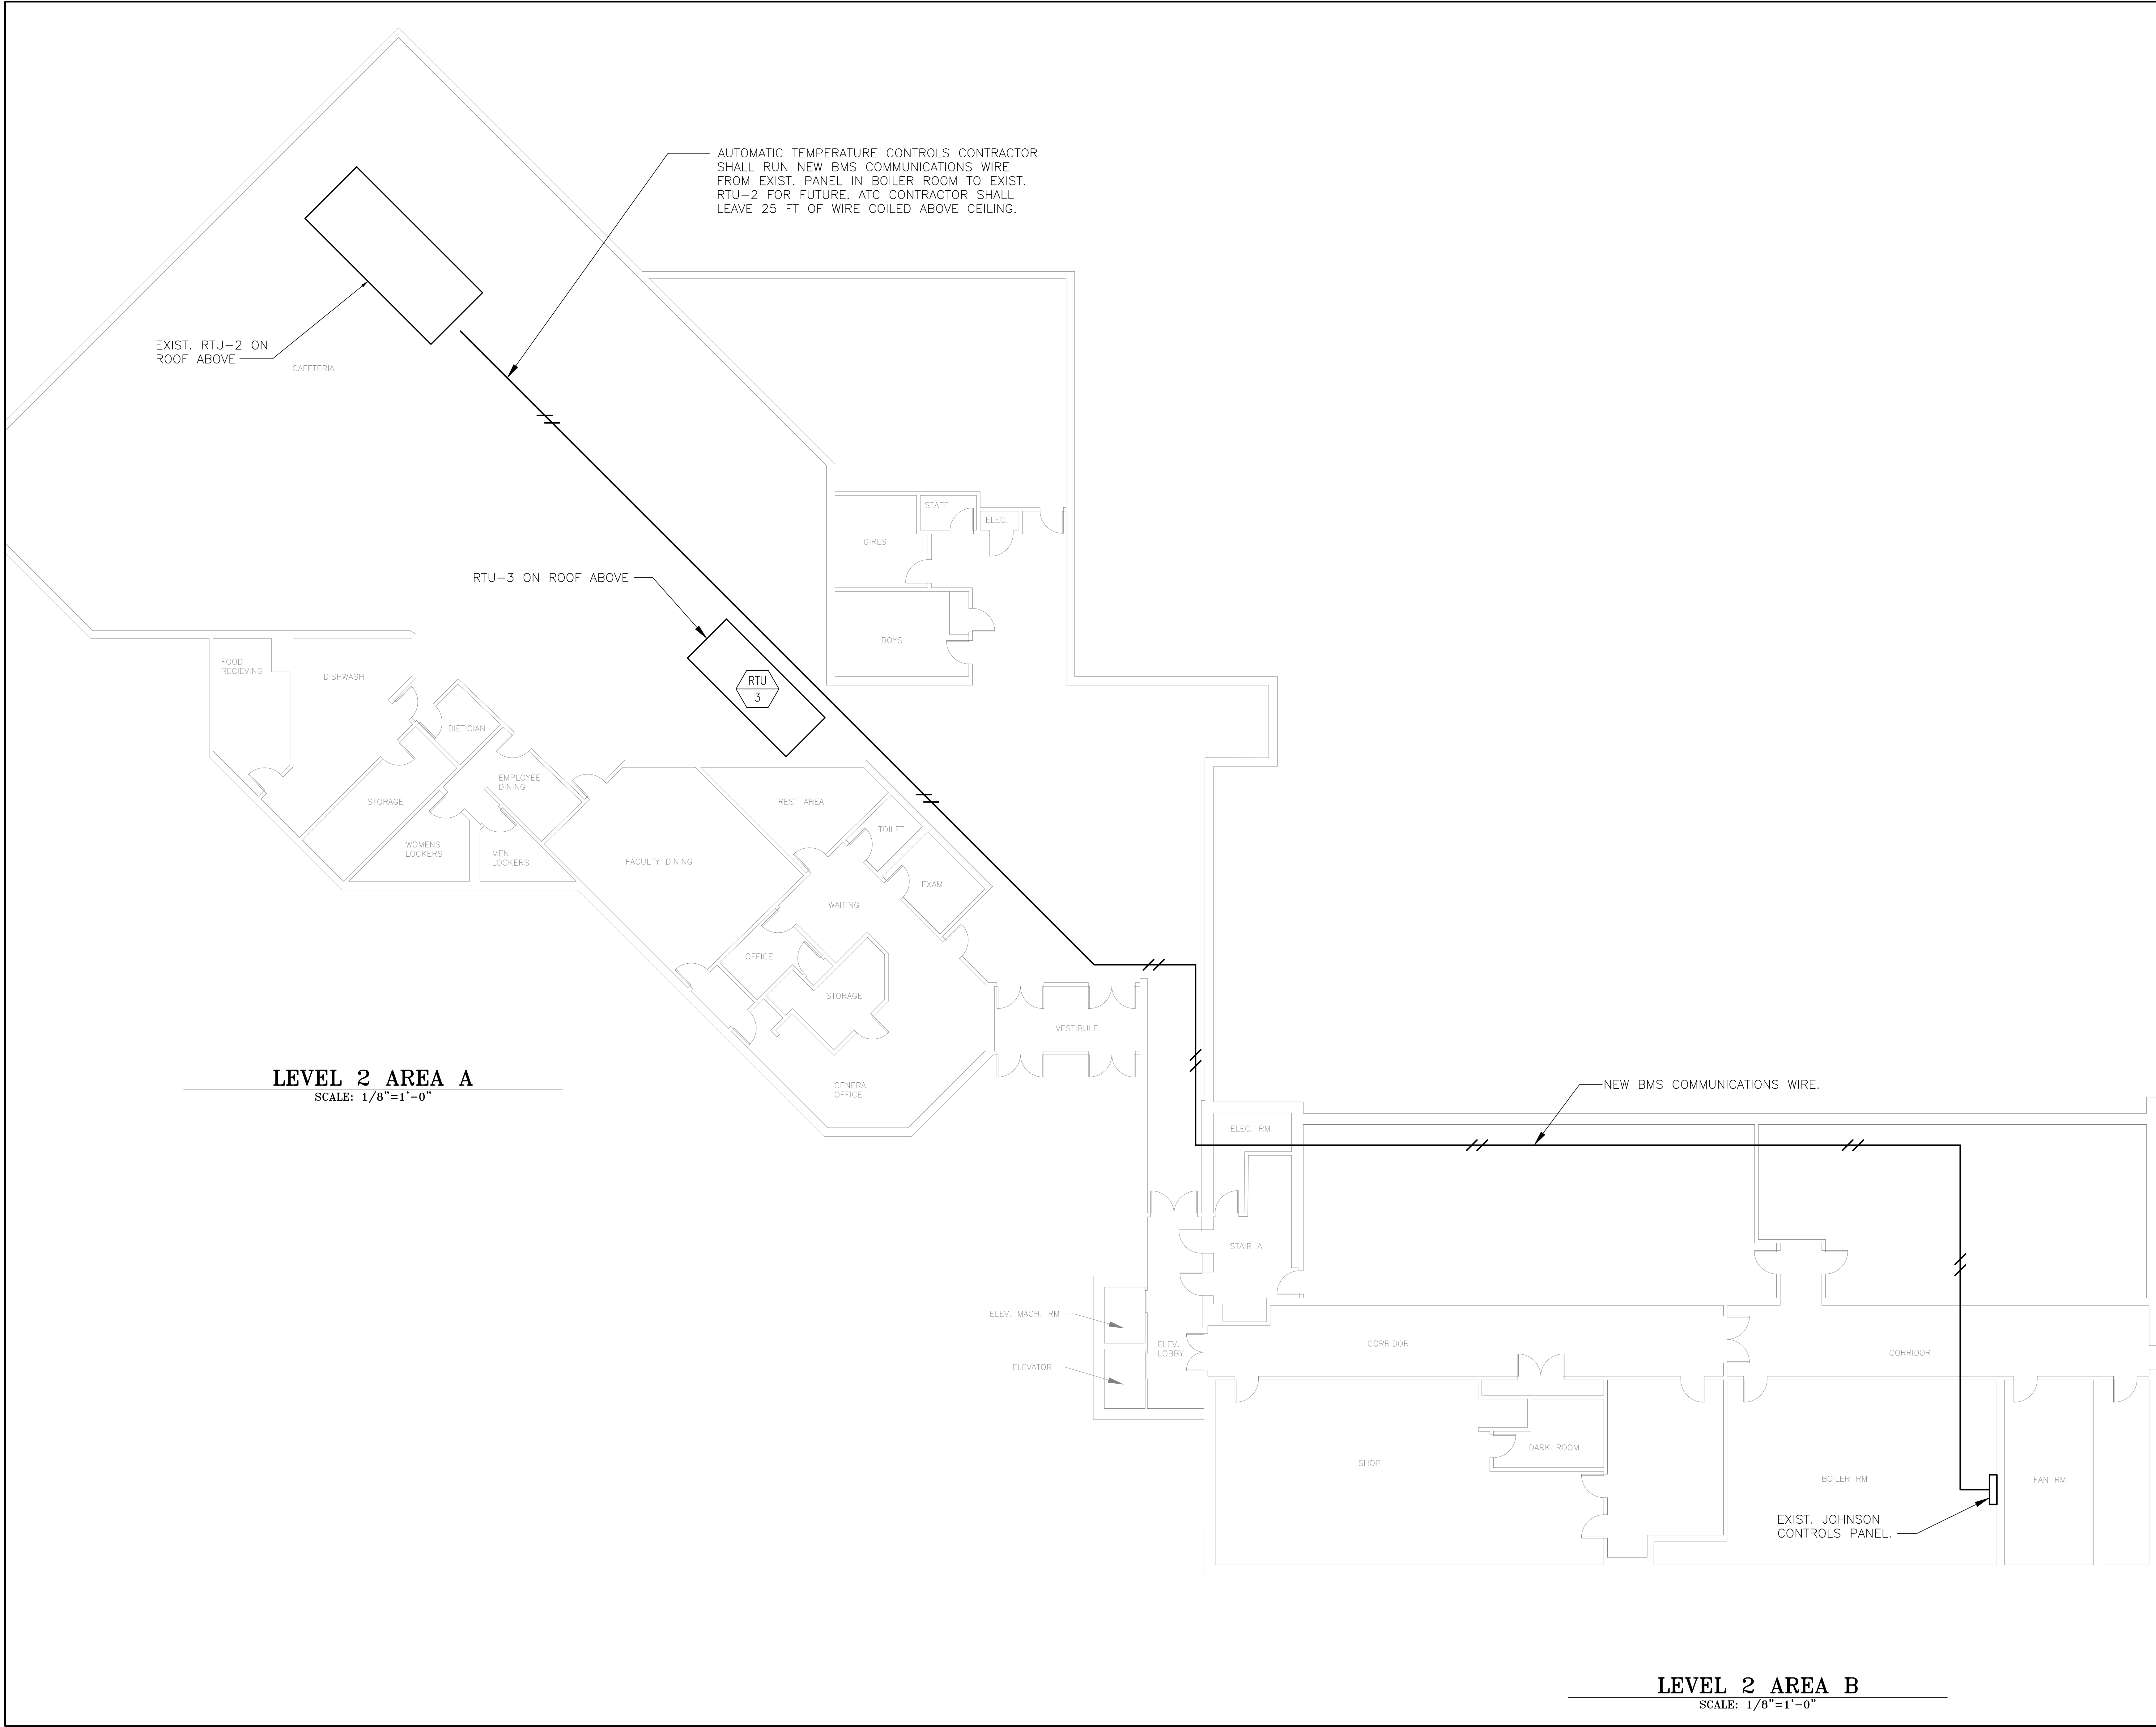 AUTOMATIC TEMPERATURE CONTROLS CONTRACTOR
SHALL RUN NEW BMS COMMUNICATIONS WIRE
FROM EXIST. PANEL IN BOILER ROOM TO EXIST.
RTU-2 FOR FUTURE. ATC CONTRACTOR SHALL
LEAVE 25 FT OF WIRE COILED ABOVE CEILING.
EXIST. RTU-2 ON
ROOF ABOVE
CAFETERIA
STAFF
ELEC.
GIRLS
RTU-3 ON ROOF ABOVE
BOYS
RTU
3
FOOD
RECIEVING
DISHWASH
DIETICIAN
EMPLOYEE
DINING
STORAGE
REST AREA
TOILET
WOMENS
LOCKERS
MEN
LOCKERS
FACULTY DINING
EXAM
WAITING
OFFICE
STORAGE
VESTIBULE
GENERAL
OFFICE
LEVEL 2 AREA A
SCALE: 1/8"=1'-0"
NEW BMS COMMUNICATIONS WIRE.
ELEC. RM
STAIR A
ELEV. MACH. RM
ELEV.
LOBBY
ELEVATOR
CORRIDOR
CORRIDOR
DARK ROOM
SHOP
BOILER RM
FAN RM
EXIST. JOHNSON
CONTROLS PANEL.
LEVEL 2 AREA B
SCALE: 1/8"=1'-0"